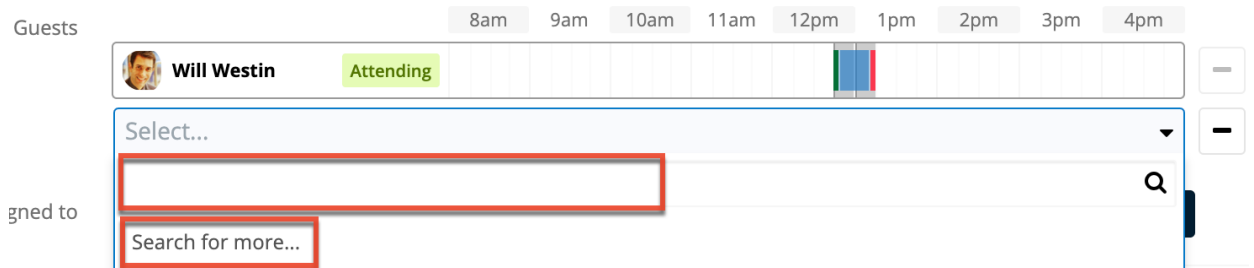 Guests
8am 9am 10am 11am 12pm 1pm 2pm 3pm 4pm
Will Westin Attending
Select...
Search for more...
gned to